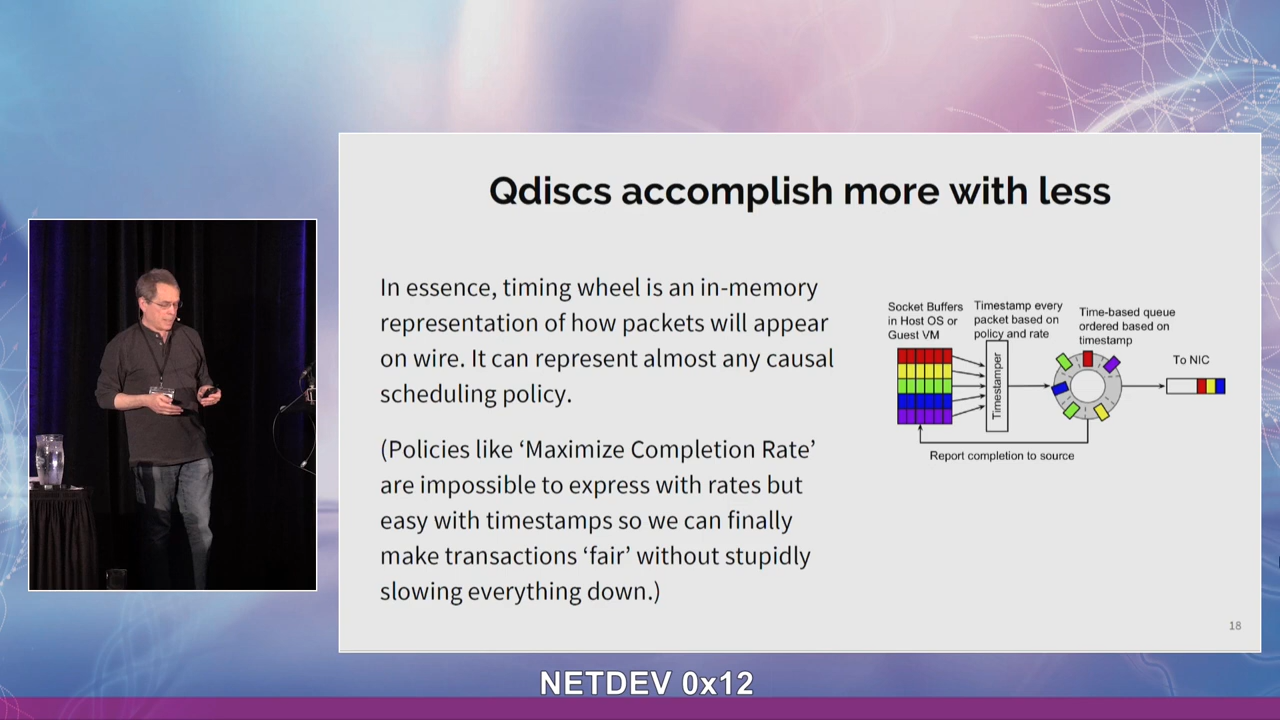 Qdiscs accomplish more with less
In essence, timing wheel is an in-memory
representation of how packets will appear
on wire. It can represent almost any causal
scheduling policy.
(Policies like ‘Maximize Completion Rate’
are impossible to express with rates but
easy with timestamps so we can finally
make transactions ‘fair’ without stupidly
slowing everything down.)
Socket Buffers
in Host OS or
Guest VM
Timestamp every
packet based on
policy and rate
Time-based queue
ordered based on
timestamp
To NIC
Timestamper
Report completion to source
18
NETDEV 0x12